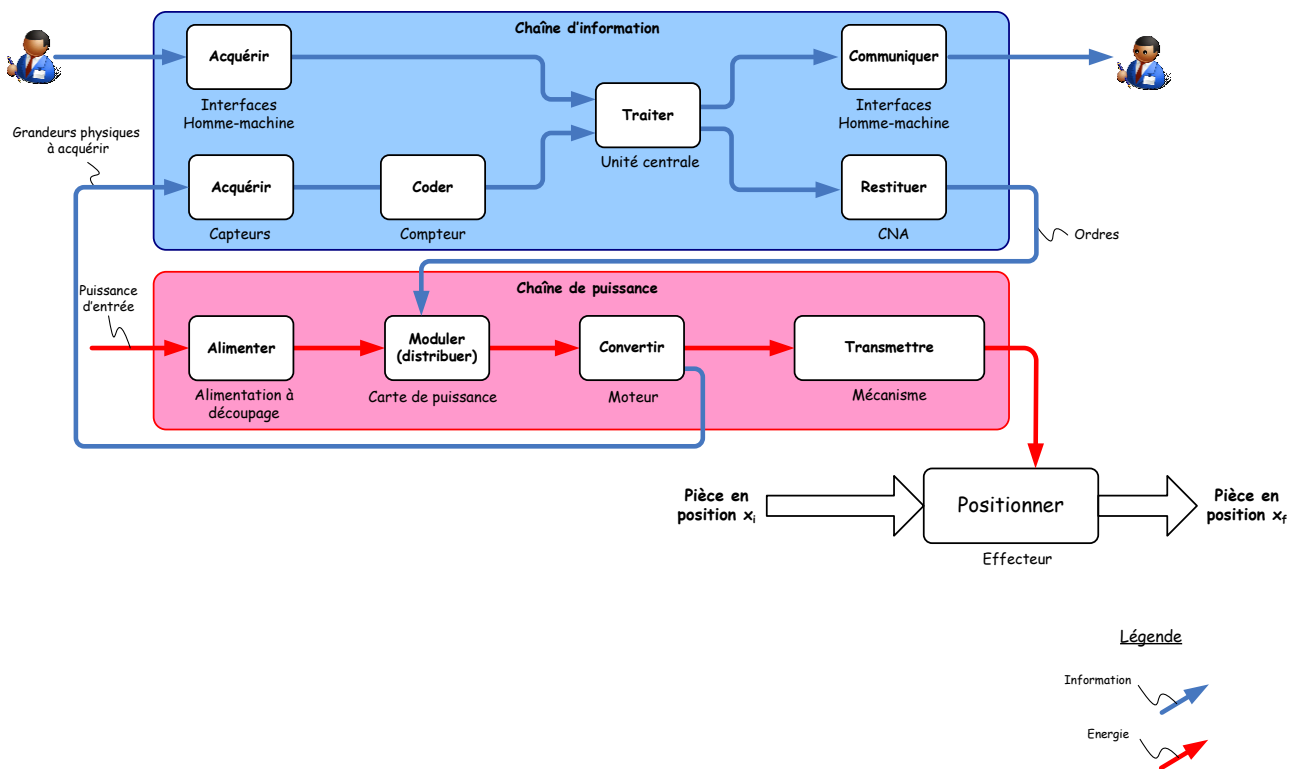 Chaîne d'information
Acquérir
Interfaces
Homme-machine
Communiquer
Interfaces
Homme-machine
Traiter
Unité centrale
Grandeurs physiques
à acquérir
Acquérir
Capteurs
Coder
Compteur
Restituer
CNA
Ordres
Chaîne de puissance
Puissance
d'entrée
Alimenter
Alimentation à
découpage
Moduler
(distribuer)
Carte de puissance
Convertir
Moteur
Transmettre
Mécanisme
Pièce en
position xi
Positionner
Effecteur
Pièce en
position xf
Légende
Information
Energie